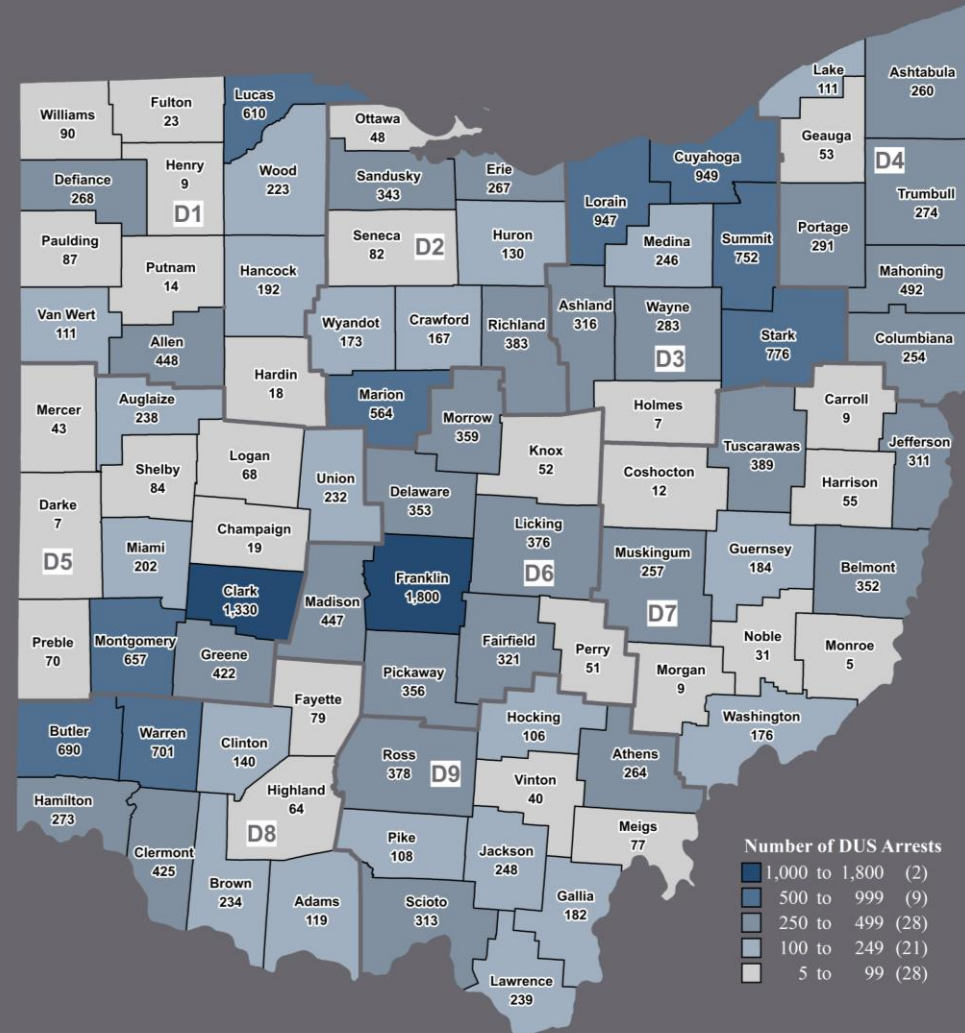 Williams
90
Fulton
23
Lucas
610
Ottawa
48
Lake
111
Ashtabula
260
Geauga
53
Henry
9
Wood
223
Sandusky
343
Erie
267
Cuyahoga
949
D4
Defiance
268
D1
Lorain
947
Trumbull
274
Paulding
87
Seneca
82
D2
Huron
130
Medina
246
Summit
752
Portage
291
Putnam
14
Hancock
192
Mahoning
492
Van Wert
111
Allen
448
Wyandot
173
Crawford
167
Richland
383
Ashland
316
Wayne
283
D3
Stark
776
Columbiana
254
Hardin
18
Mercer
43
Auglaize
238
Marion
564
Morrow
359
Holmes
7
Carroll
9
Tuscarawas
389
Jefferson
311
Shelby
84
Logan
68
Union
232
Knox
52
Coshocton
12
Harrison
55
Delaware
353
Darke
7
D5
Champaign
19
Licking
376
D6
Miami
202
Muskingum
257
D7
Guernsey
184
Belmont
352
Clark
1,330
Madison
447
Franklin
1,800
Preble
70
Montgomery
657
Greene
422
Fairfield
321
Perry
51
Noble
31
Monroe
5
Morgan
9
Pickaway
356
Fayette
79
Washington
176
Butler
690
Warren
701
Clinton
140
Hocking
106
Ross
378
D9
Athens
264
Vinton
40
Hamilton
273
Highland
64
D8
Meigs
77
Pike
108
Jackson
248
Clermont
425
Brown
234
Adams
119
Scioto
313
Gallia
182
Lawrence
239
Number of DUS Arrests
1,000 to 1,800 (2)
500 to 999 (9)
250 to 499 (28)
100 to 249 (21)
5 to 99 (28)